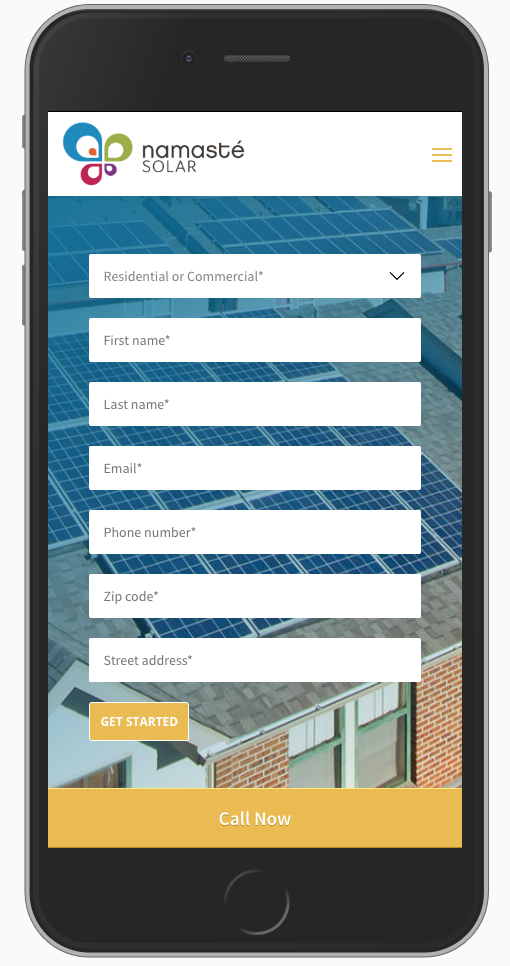 namasté
SOLAR
Residential or Commercial*
First name*
Last name*
Email*
Phone number*
Zip code*
Street address*
GET STARTED
Call Now